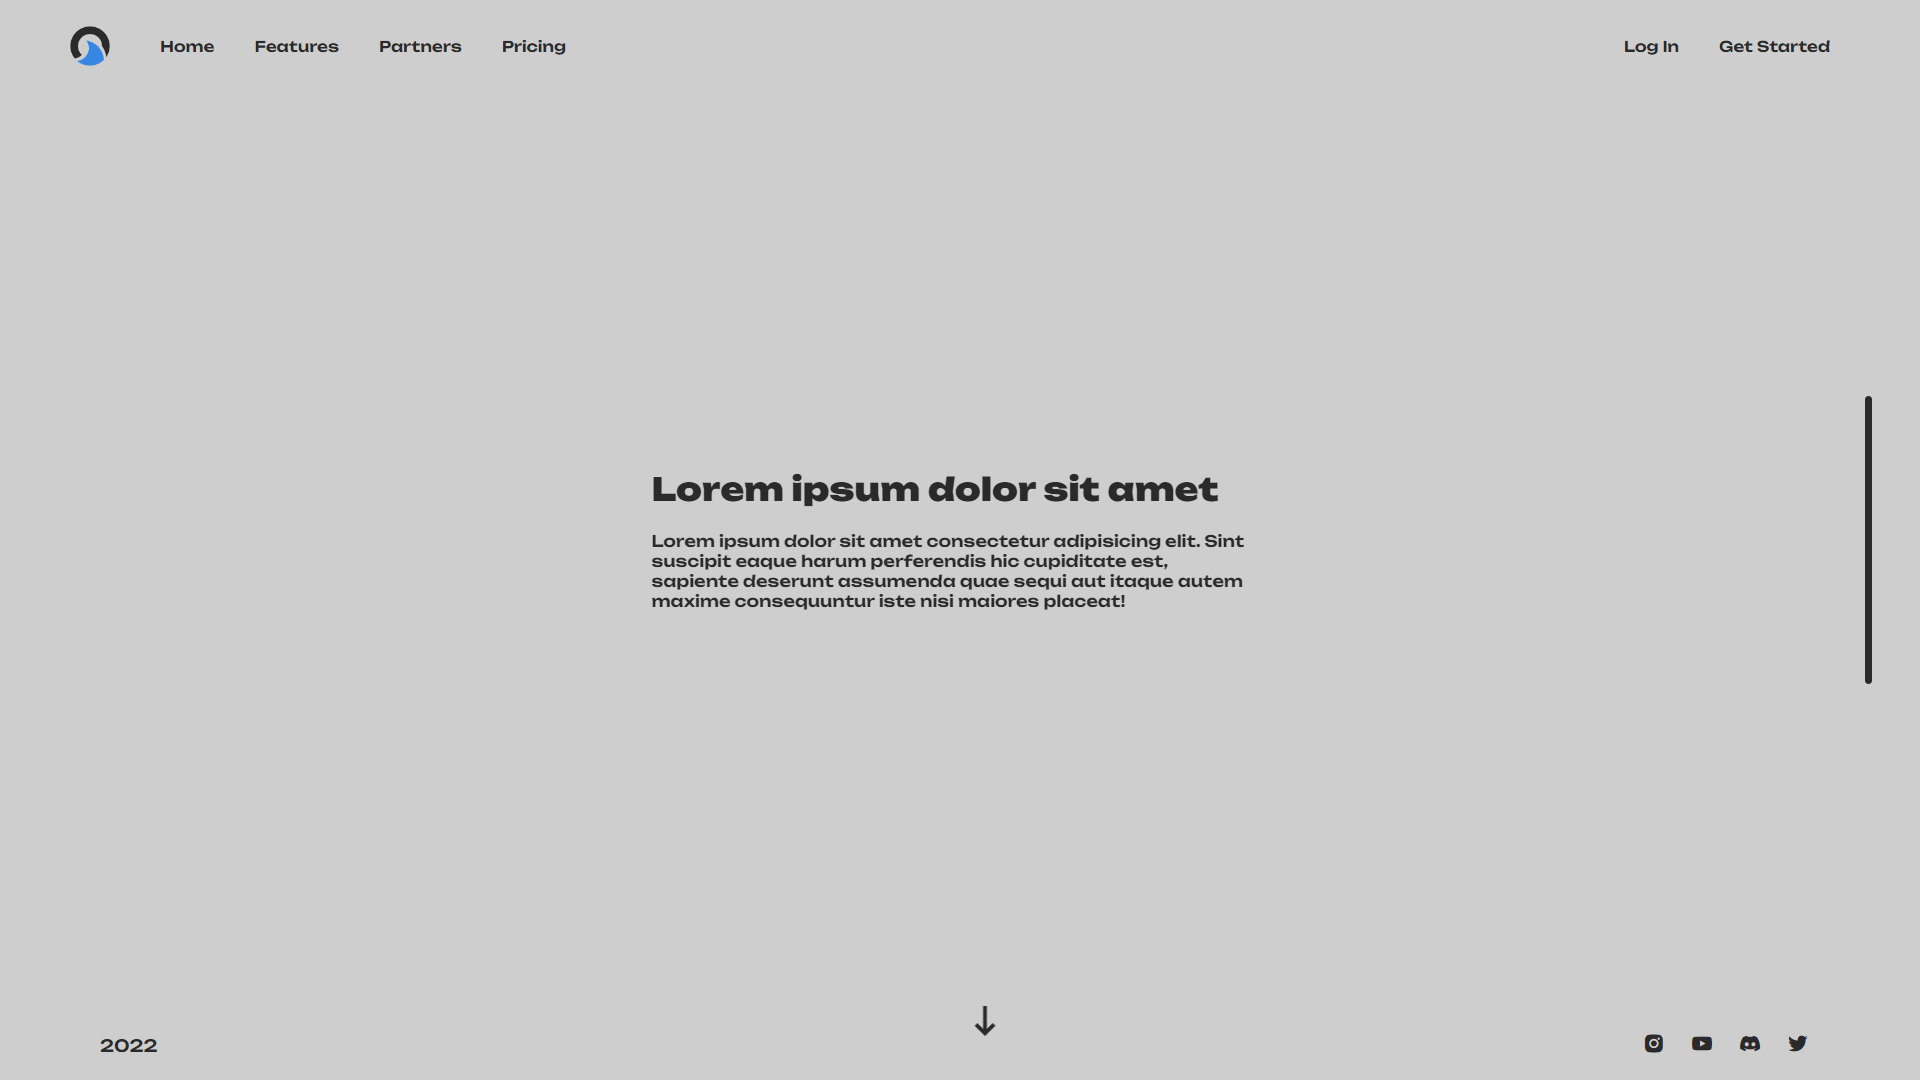 Home Features Partners Pricing Log In Get Started
Lorem ipsum dolor sit amet
Lorem ipsum dolor sit amet consectetur adipisicing elit. Sint
suscipit eaque harum perferendis hic cupiditate est,
sapiente deserunt assumenda quae sequi aut itaque autem
maxime consequuntur iste nisi maiores placeat!
2022